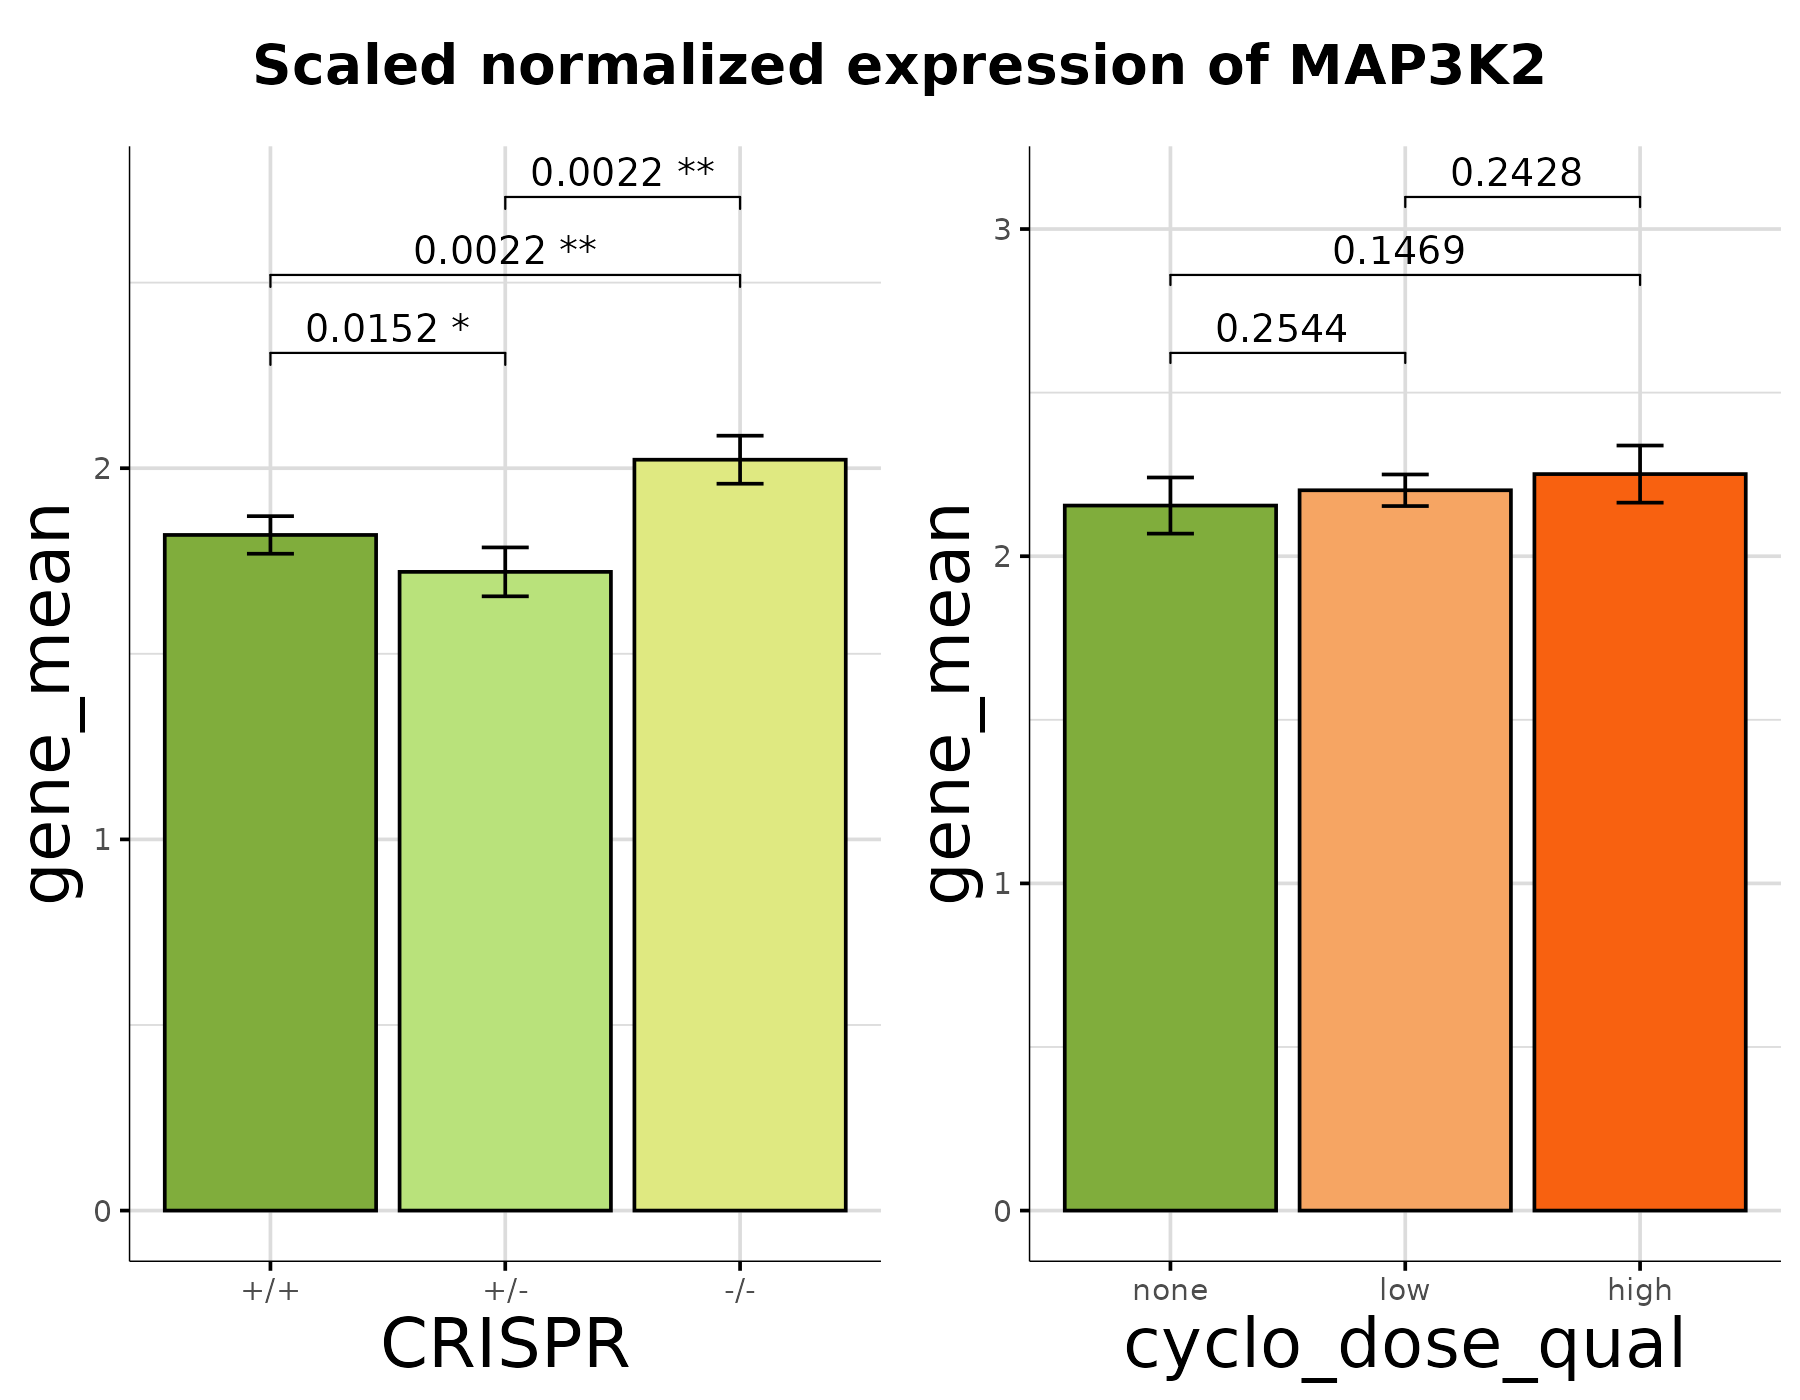 Scaled normalized expression of MAP3K2
0.0022 **
0.0022 **
0.0152 *
2
1
0
gene_mean
+/+ +/- -/-
CRISPR
0.2428
0.1469
0.2544
3
2
1
0
gene_mean
none low high
cyclo_dose_qual